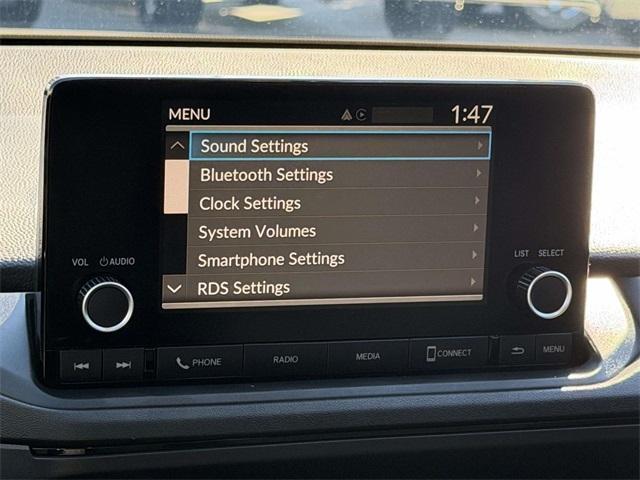 MENU 1:47
Sound Settings
Bluetooth Settings
Clock Settings
System Volumes
Smartphone Settings
RDS Settings
VOL AUDIO
LIST SELECT
PHONE RADIO MEDIA CONNECT MENU